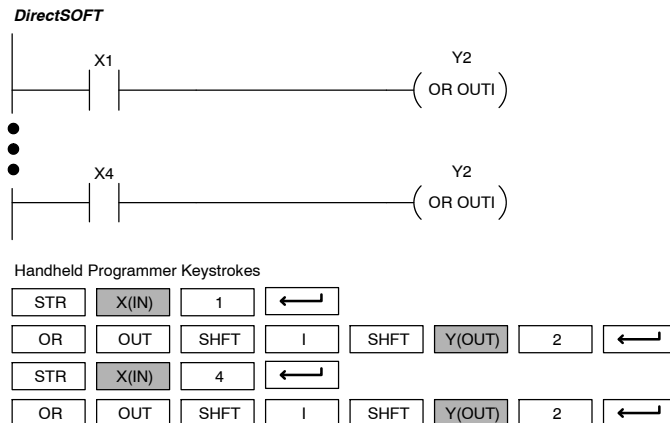 DirectSOFT
X1
Y2
OR OUTI
X4
Y2
OR OUTI
Handheld Programmer Keystrokes
STR X(IN) 1
OR OUT SHFT I SHFT Y(OUT) 2
STR X(IN) 4
OR OUT SHFT I SHFT Y(OUT) 2